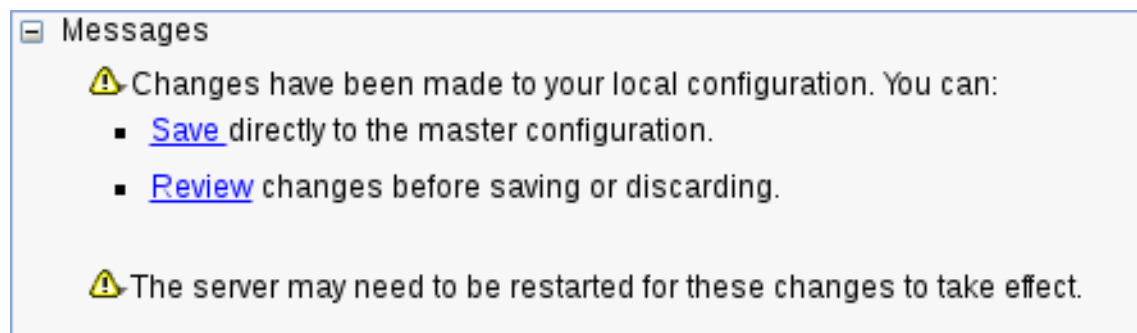 Messages
Changes have been made to your local configuration. You can:
Save directly to the master configuration.
Review changes before saving or discarding.
The server may need to be restarted for these changes to take effect.